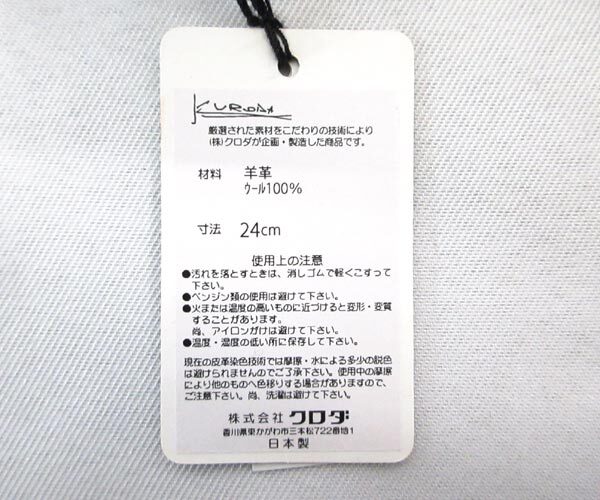 KURODA
厳選された素材をこだわりの技術により
(株)クロダが企画・製造した商品です。
材料 羊革
ウール100%
寸法 24cm
使用上の注意
●汚れを落とすときは、消しゴムで軽くこすって
下さい。
●ベンジン類の使用は避けて下さい。
●火または温度の高いものに近づけると変形・変質
することがあります。
尚、アイロンがけは避けて下さい。
●温度・湿度の低い所に保存して下さい。
現在の皮革染色技術では摩擦・水による多少の脱色
は避けられませんのでご了承下さい。使用中の摩擦
により他のものへ色移りする場合がありますので、
ご注意下さい。尚、洗濯は避けて下さい。
株式会社 クロダ
香川県東かがわ市三本松722番地1
日本製